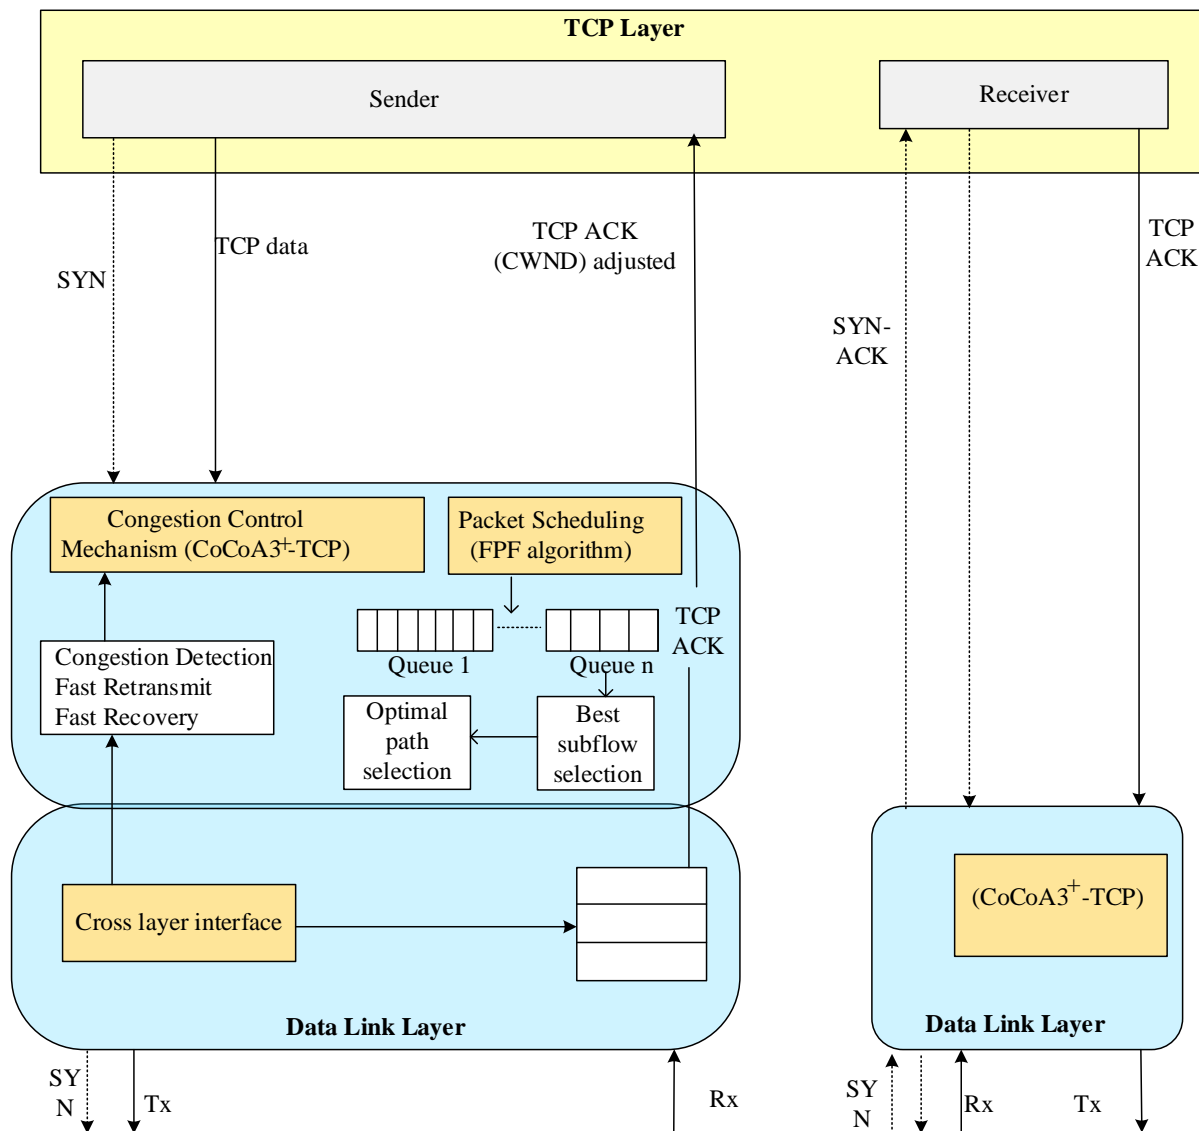 TCP Layer
Sender
Receiver
SYN
TCP data
TCP ACK
(CWND) adjusted
SYN-
ACK
TCP
ACK
Congestion Control
Mechanism (CoCoA3⁺-TCP)
Packet Scheduling
(FPF algorithm)
TCP
ACK
Queue 1
Queue n
Congestion Detection
Fast Retransmit
Fast Recovery
Optimal
path
selection
Best
subflow
selection
Cross layer interface
Data Link Layer
(CoCoA3⁺-TCP)
Data Link Layer
SY
N
Tx
Rx
SY
N
Rx
Tx